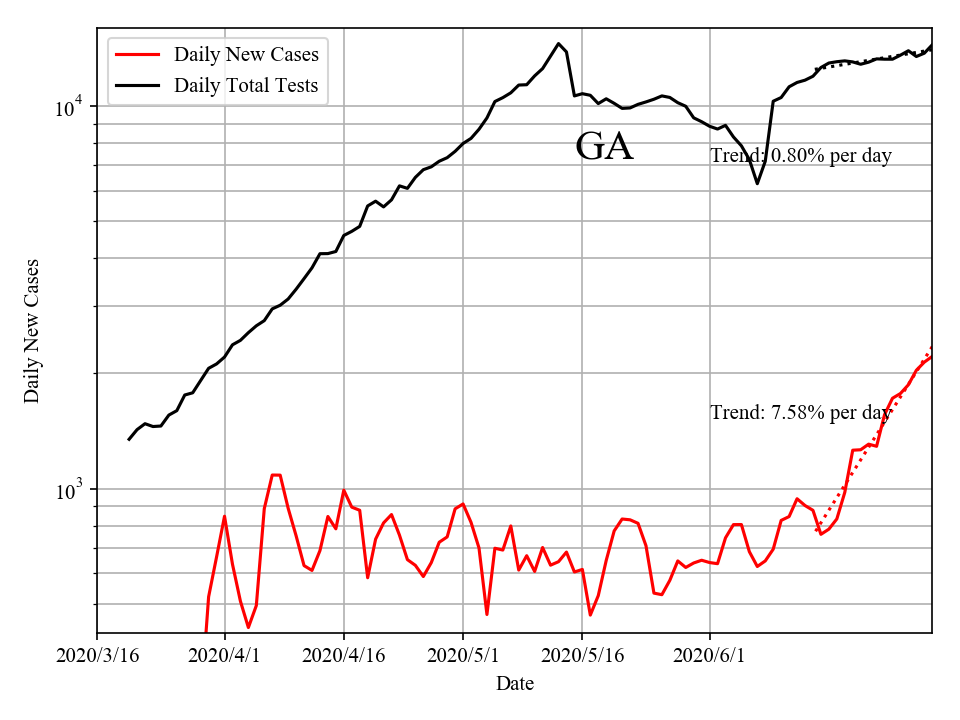 Daily New Cases
Daily Total Tests
10^4
GA
Trend: 0.80% per day
Daily New Cases
Trend: 7.58% per day
10^3
2020/3/16 2020/4/1 2020/4/16 2020/5/1 2020/5/16 2020/6/1
Date